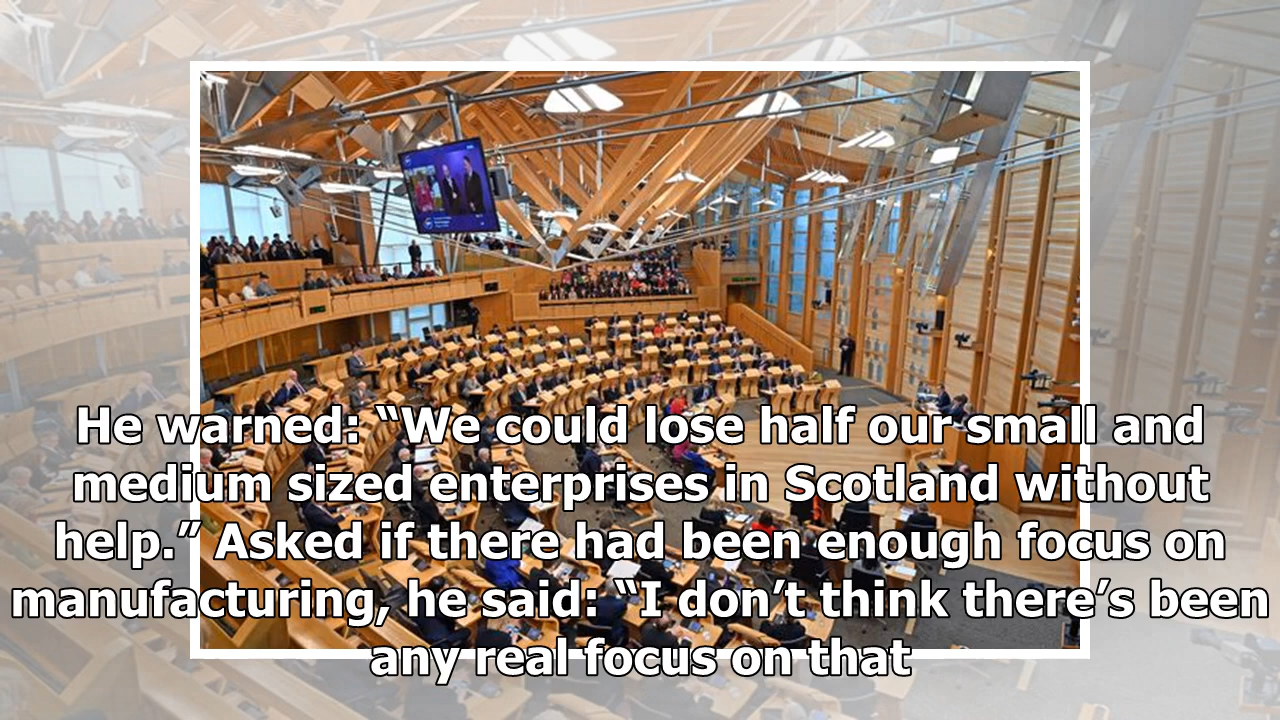 He warned: “We could lose half our small and
medium sized enterprises in Scotland without
help.” Asked if there had been enough focus on
manufacturing, he said: “I don’t think there’s been
any real focus on that